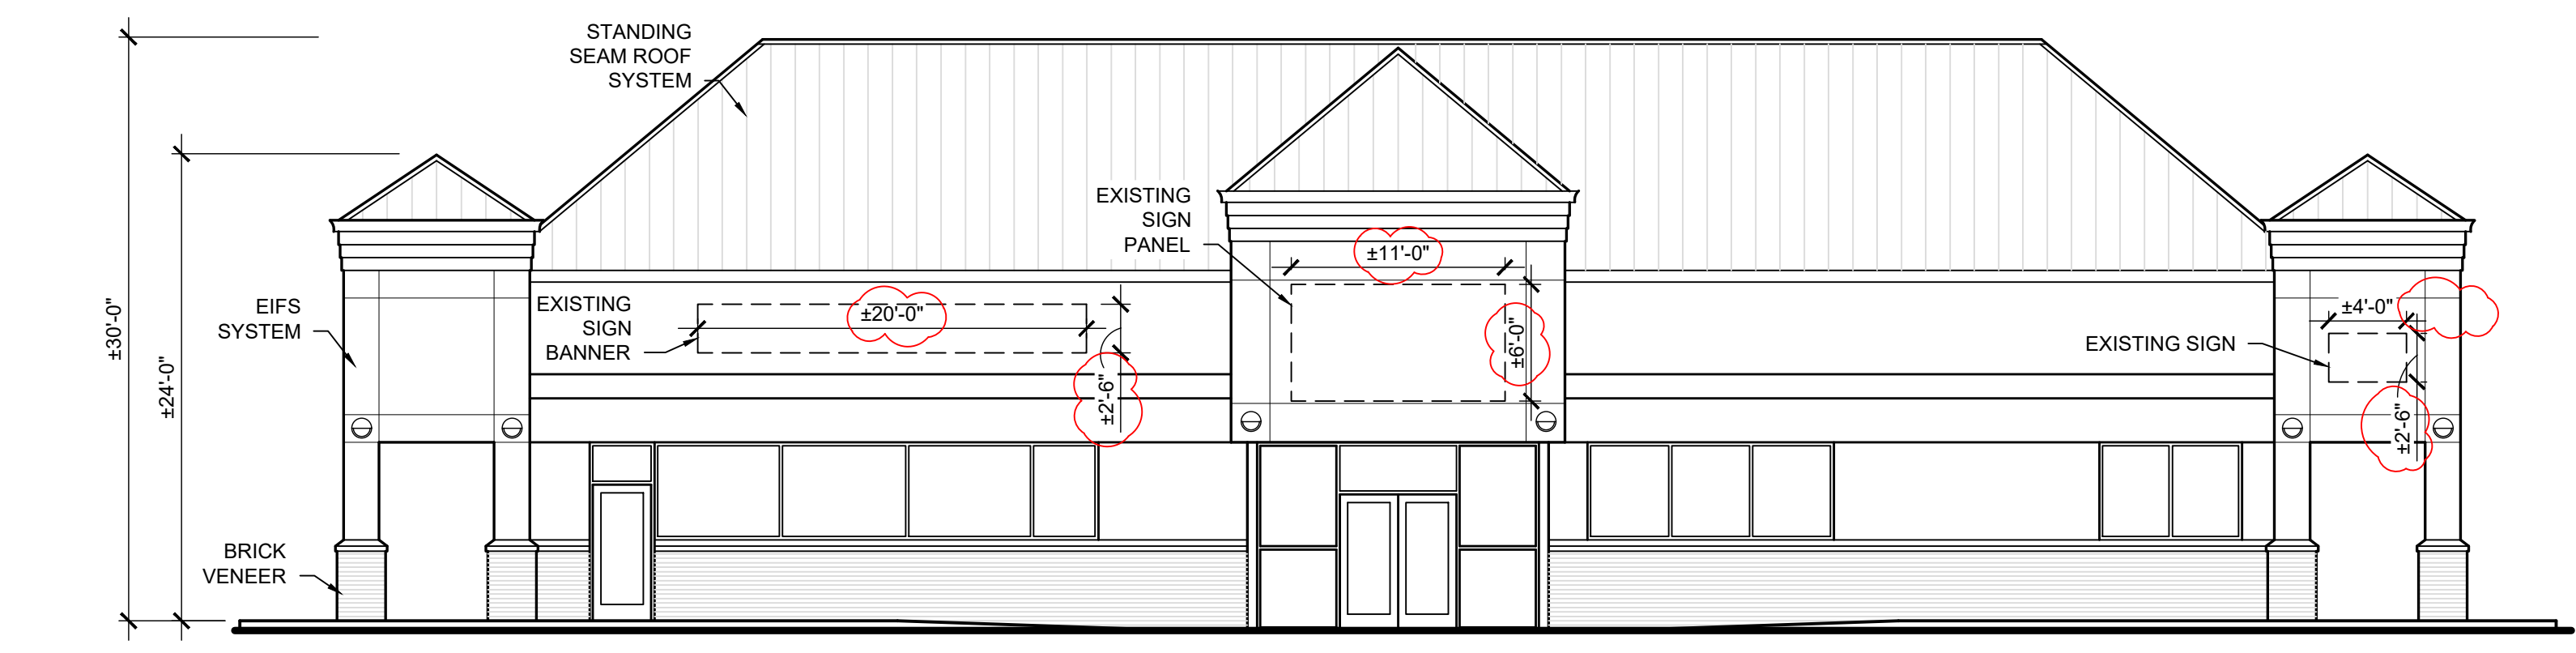 STANDING
SEAM ROOF
SYSTEM
EXISTING
SIGN
PANEL
±11'-0"
EIFS
SYSTEM
EXISTING
SIGN
BANNER
±20'-0"
±2'-6"
±6'-0"
±4'-0"
EXISTING SIGN
±2'-6"
±30'-0"
±24'-0"
BRICK
VENEER